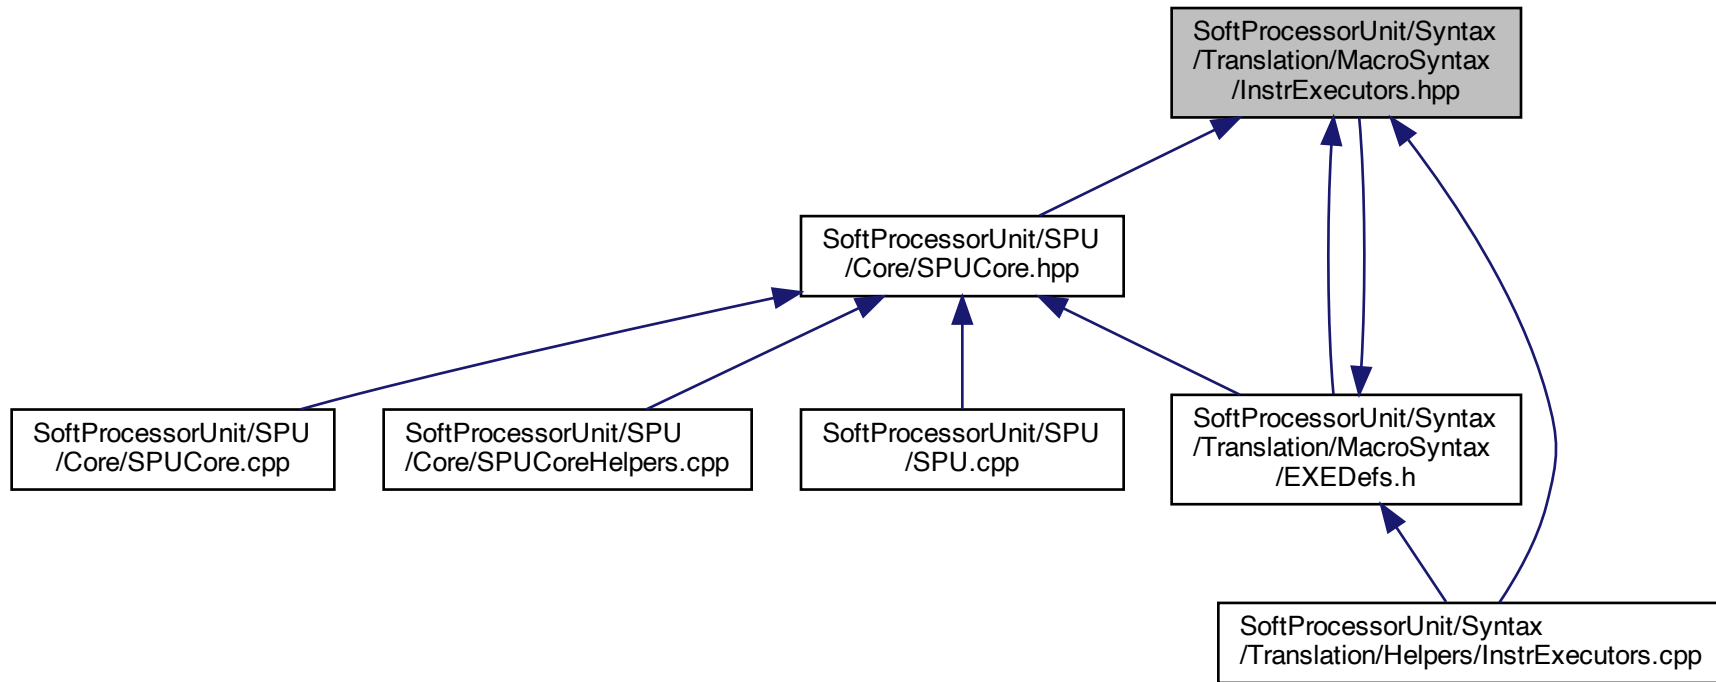 SoftProcessorUnit/Syntax
/Translation/MacroSyntax
/InstrExecutors.hpp
SoftProcessorUnit/SPU
/Core/SPUCore.hpp
SoftProcessorUnit/SPU
/Core/SPUCore.cpp
SoftProcessorUnit/SPU
/Core/SPUCoreHelpers.cpp
SoftProcessorUnit/SPU
/SPU.cpp
SoftProcessorUnit/Syntax
/Translation/MacroSyntax
/EXEDefs.h
SoftProcessorUnit/Syntax
/Translation/Helpers/InstrExecutors.cpp